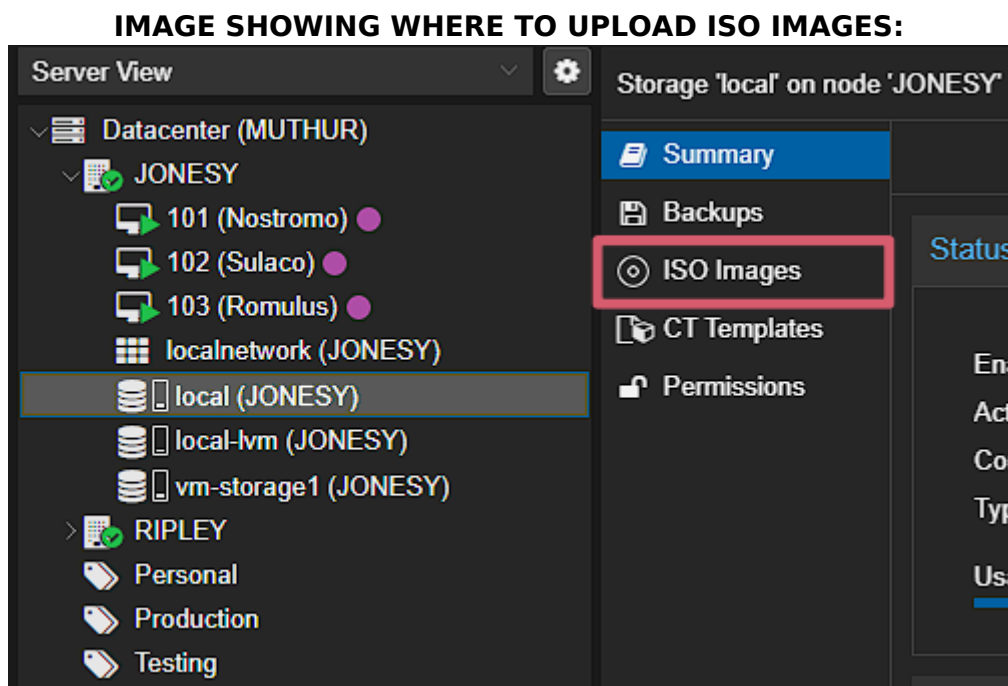 IMAGE SHOWING WHERE TO UPLOAD ISO IMAGES:
Server View
Datacenter (MUTHUR)
JONESY
101 (Nostromo)
102 (Sulaco)
103 (Romulus)
localnetwork (JONESY)
local (JONESY)
local-lvm (JONESY)
vm-storage1 (JONESY)
RIPLEY
Personal
Production
Testing
Storage 'local' on node 'JONESY'
Summary
Backups
ISO Images
CT Templates
Permissions
Status